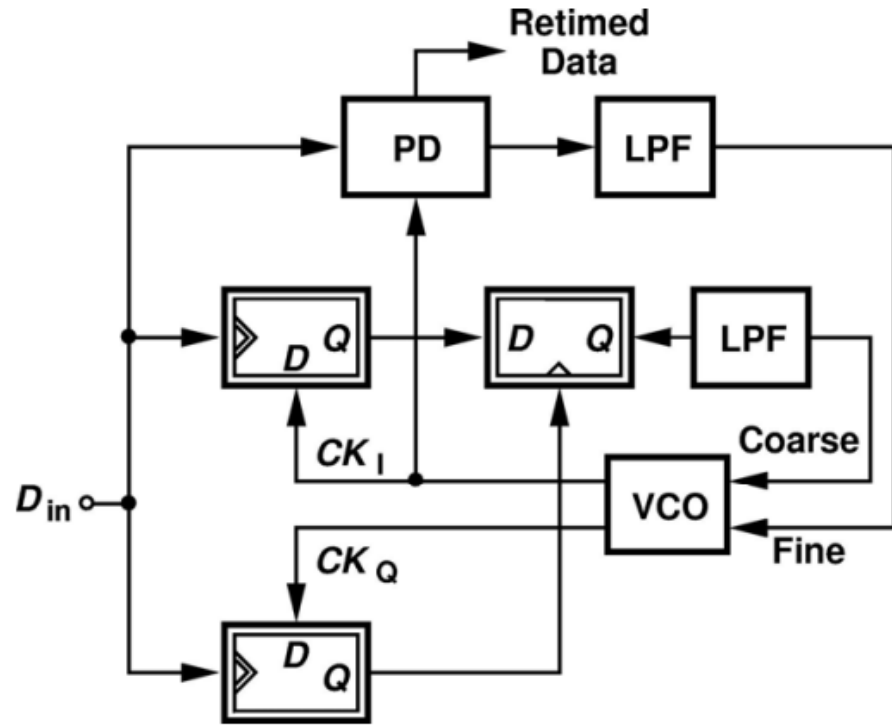 Retimed
Data
PD
LPF
D Q
D Q
LPF
CK I
Coarse
D in
VCO
CK Q
Fine
D Q